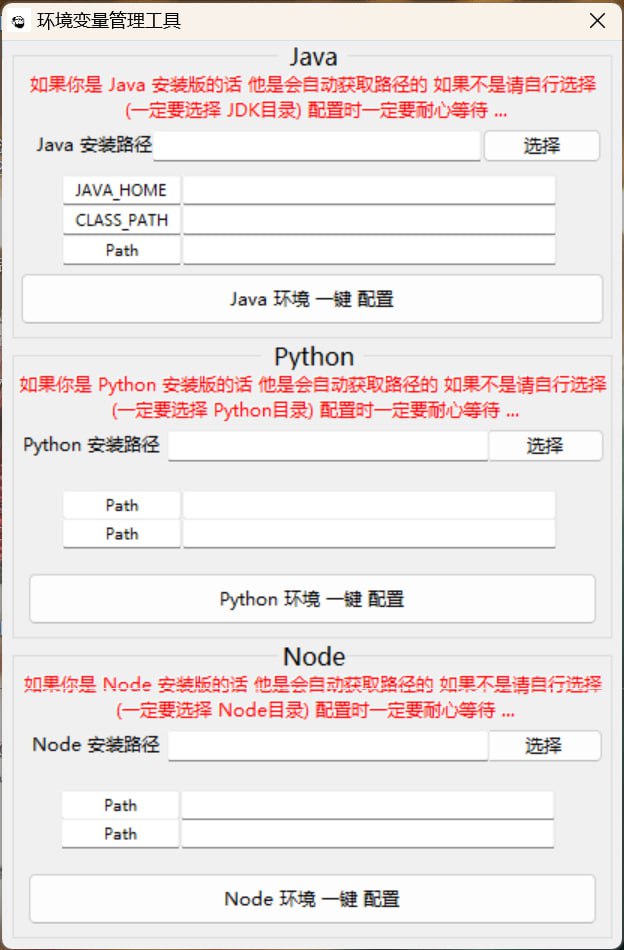 环境变量管理工具
Java
如果你是 Java 安装版的话 他是会自动获取路径的 如果不是请自行选择
(一定要选择 JDK目录) 配置时一定要耐心等待 ...
Java 安装路径 选择
JAVA_HOME
CLASS_PATH
Path
Java 环境 一键 配置
Python
如果你是 Python 安装版的话 他是会自动获取路径的 如果不是请自行选择
(一定要选择 Python目录) 配置时一定要耐心等待 ...
Python 安装路径 选择
Path
Path
Python 环境 一键 配置
Node
如果你是 Node 安装版的话 他是会自动获取路径的 如果不是请自行选择
(一定要选择 Node目录) 配置时一定要耐心等待 ...
Node 安装路径 选择
Path
Path
Node 环境 一键 配置